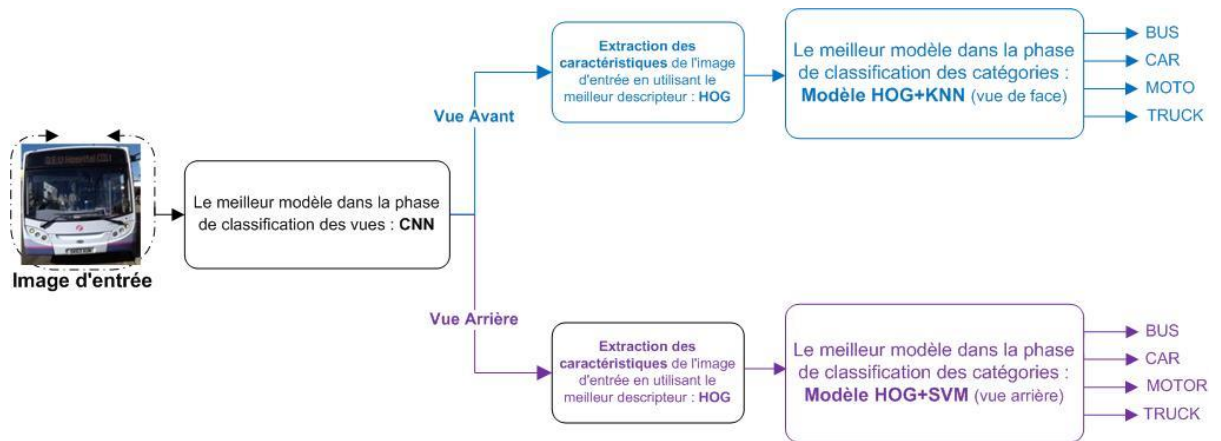 Image d'entrée
Le meilleur modèle dans la phase
de classification des vues : CNN
Vue Avant
Extraction des
caractéristiques de l'image
d'entrée en utilisant le
meilleur descripteur : HOG
Le meilleur modèle dans la phase
de classification des catégories :
Modèle HOG+KNN (vue de face)
BUS
CAR
MOTO
TRUCK
Vue Arrière
Extraction des
caractéristiques de l'image
d'entrée en utilisant le
meilleur descripteur : HOG
Le meilleur modèle dans la phase
de classification des catégories :
Modèle HOG+SVM (vue arrière)
BUS
CAR
MOTOR
TRUCK